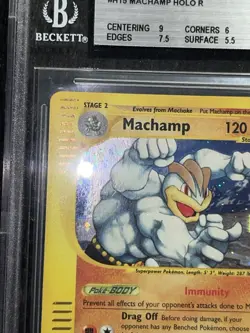 #H15 MACHAMP HOLO R
B
BECKETT®
CENTERING 9 CORNERS 6
EDGES 7.5 SURFACE 5.5
STAGE 2
Evolves from Machoke Put Machamp on the
Machamp 120
Superpower Pokémon. Length: 5' 3", Weight: 287
Poké-BODY Immunity
Prevent all effects of your opponent's attacks done to
Drag Off Before doing damage, if your
opponent has any Benched Pokémon, choose